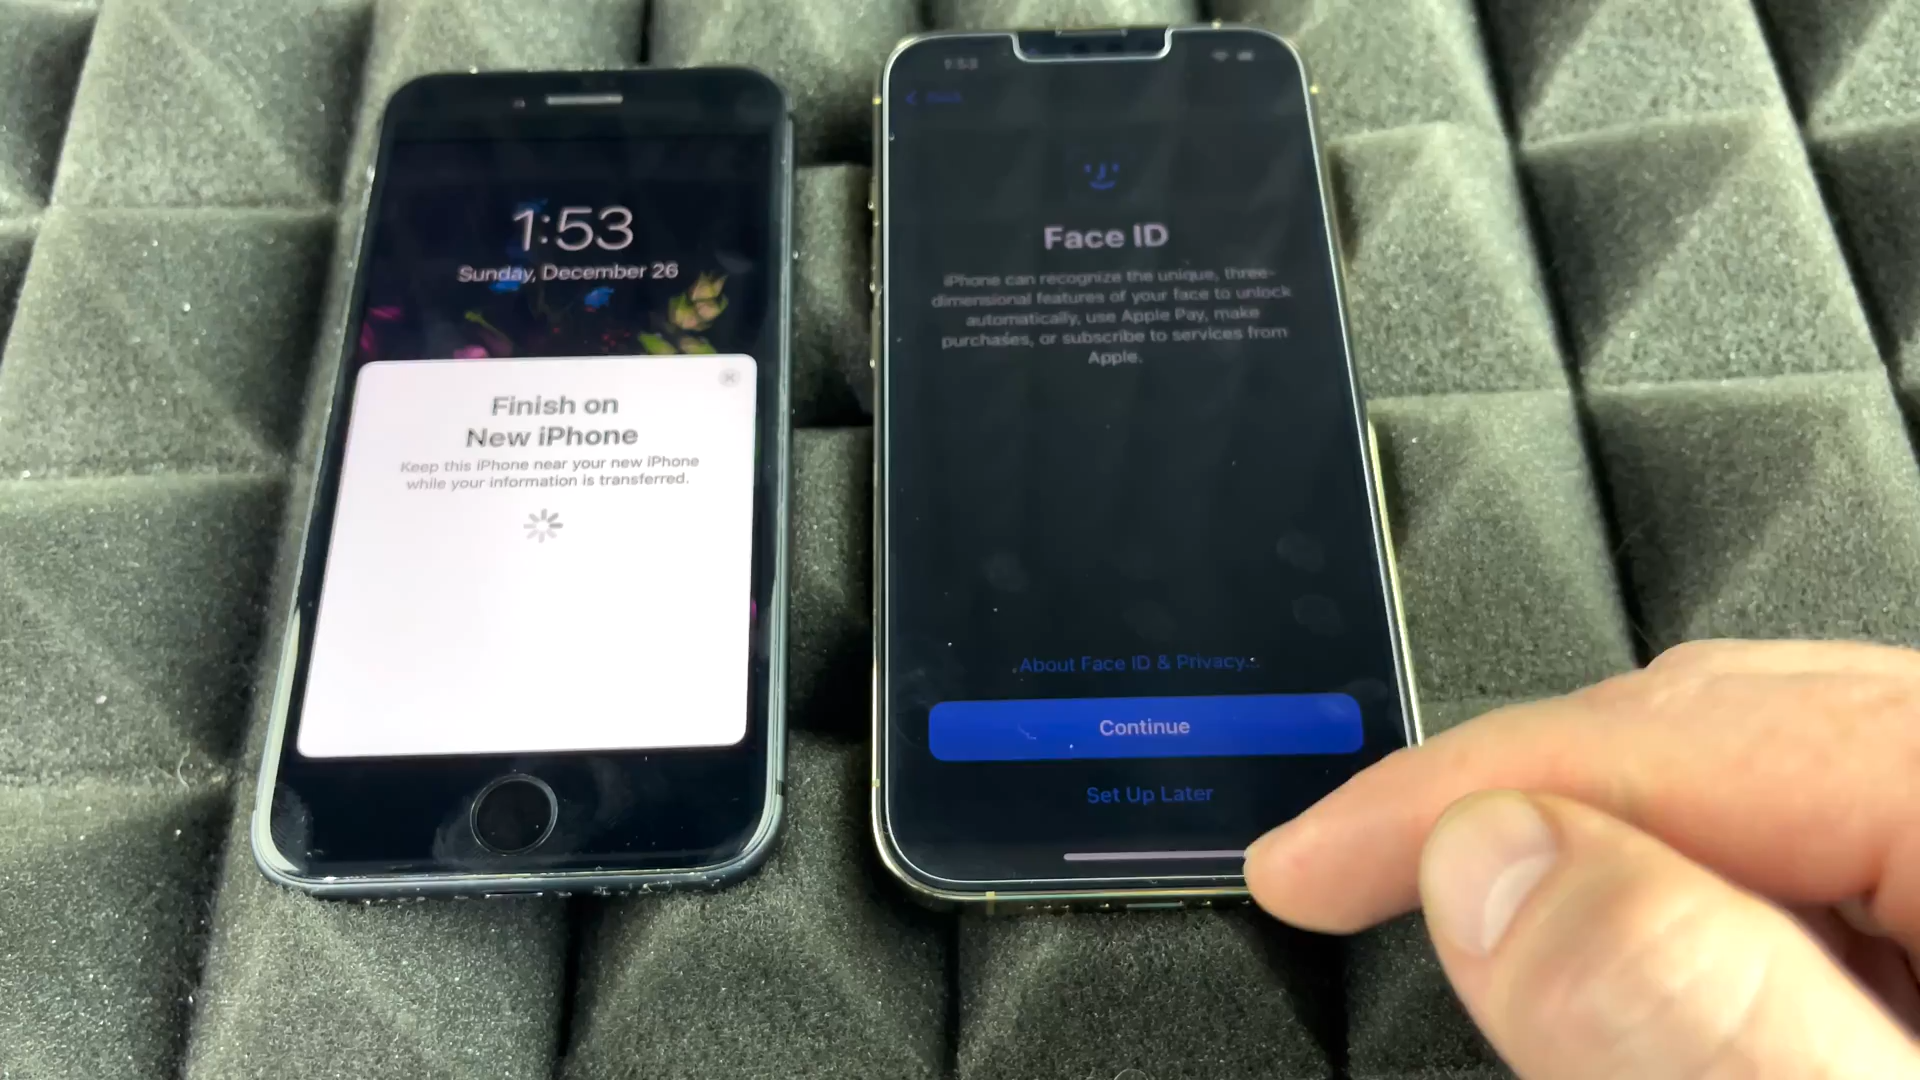 1:53
Sunday, December 26
Finish on
New iPhone
Keep this iPhone near your new iPhone
while your information is transferred.
1:53
Face ID
iPhone can recognize the unique, three-
dimensional features of your face to unlock
automatically, use Apple Pay, make
purchases, or subscribe to services from
Apple.
About Face ID & Privacy...
Continue
Set Up Later